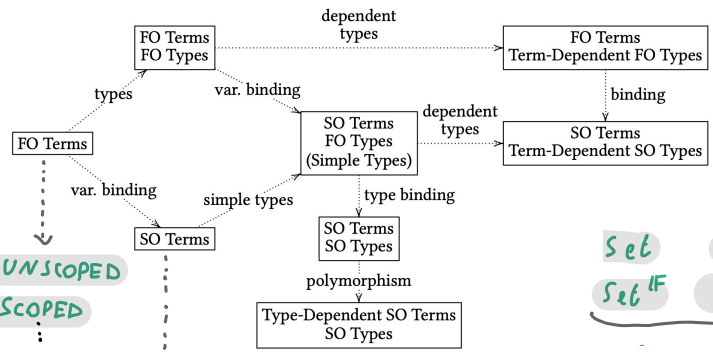 dependent
types
FO Terms
FO Types
FO Terms
Term-Dependent FO Types
types
var. binding
binding
FO Terms
SO Terms
FO Types
(Simple Types)
dependent
types
SO Terms
Term-Dependent SO Types
var. binding
simple types
type binding
SO Terms
SO Terms
SO Types
polymorphism
Type-Dependent SO Terms
SO Types
UNSCOPED
SCOPED
Set
Set^IF